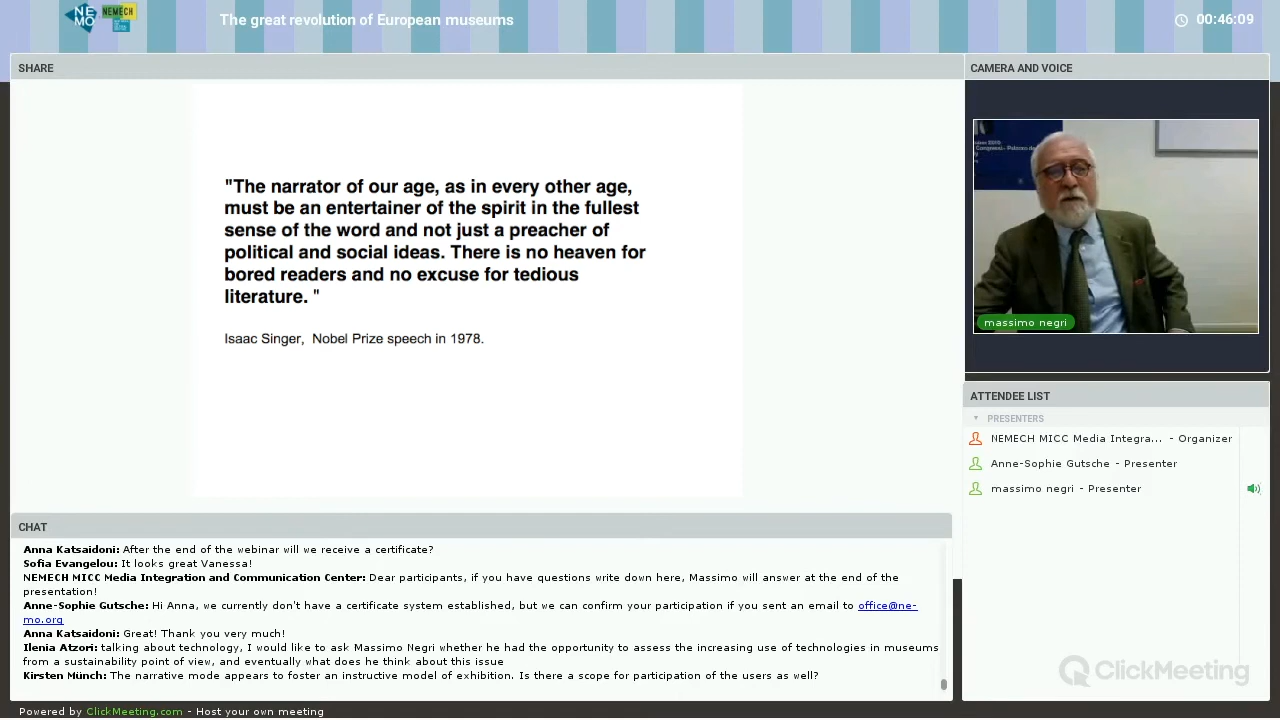 NE
MO
NEMECH
The great revolution of European museums
00:46:09
SHARE
CAMERA AND VOICE
"The narrator of our age, as in every other age,
must be an entertainer of the spirit in the fullest
sense of the word and not just a preacher of
political and social ideas. There is no heaven for
bored readers and no excuse for tedious
literature. "
Isaac Singer,  Nobel Prize speech in 1978.
massimo negri
ATTENDEE LIST
PRESENTERS
NEMECH MICC Media Integra... - Organizer
Anne-Sophie Gutsche - Presenter
massimo negri - Presenter
CHAT
Anna Katsaidoni: After the end of the webinar will we receive a certificate?
Sofia Evangelou: It looks great Vanessa!
NEMECH MICC Media Integration and Communication Center: Dear participants, if you have questions write down here, Massimo will answer at the end of the
presentation!
Anne-Sophie Gutsche: Hi Anna, we currently don't have a certificate system established, but we can confirm your participation if you sent an email to office@ne-
mo.org
Anna Katsaidoni: Great! Thank you very much!
Ilenia Atzori: talking about technology, I would like to ask Massimo Negri whether he had the opportunity to assess the increasing use of technologies in museums
from a sustainability point of view, and eventually what does he think about this issue
Kirsten Münch: The narrative mode appears to foster an instructive model of exhibition. Is there a scope for participation of the users as well?
ClickMeeting
Powered by ClickMeeting.com - Host your own meeting